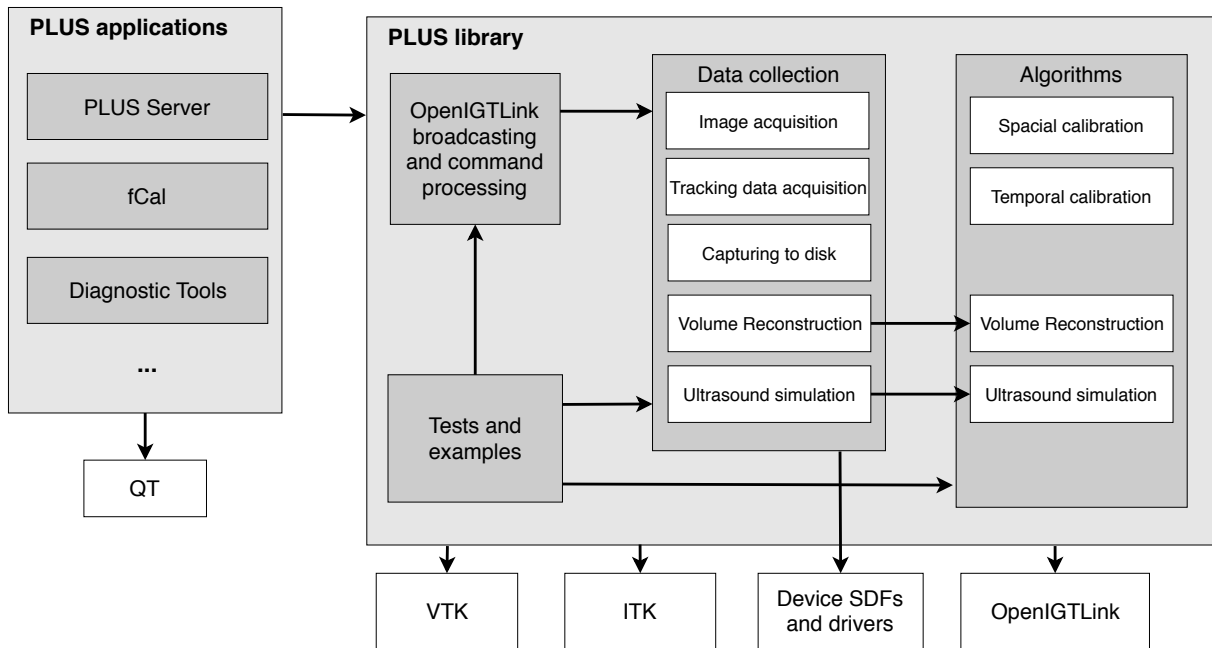 PLUS applications
PLUS Server
fCal
Diagnostic Tools
...
QT
PLUS library
OpenIGTLink
broadcasting
and command
processing
Tests and
examples
Data collection
Image acquisition
Tracking data acquisition
Capturing to disk
Volume Reconstruction
Ultrasound simulation
Algorithms
Spacial calibration
Temporal calibration
Volume Reconstruction
Ultrasound simulation
VTK
ITK
Device SDFs
and drivers
OpenIGTLink